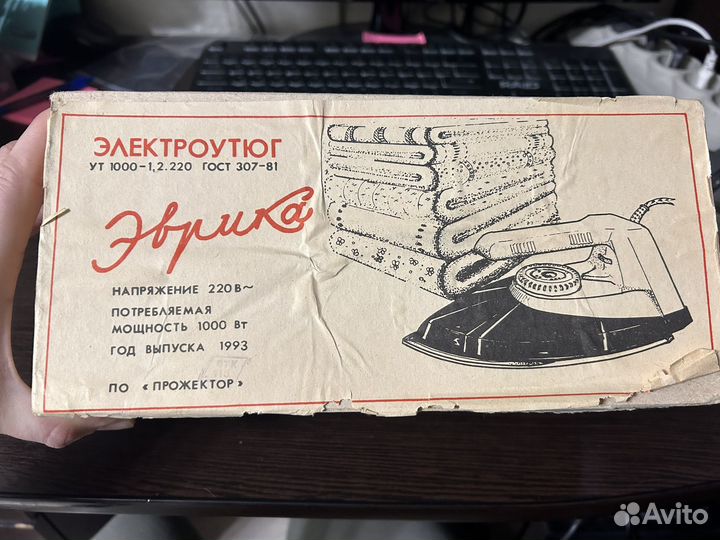 ЭЛЕКТРОУТЮГ
УТ 1000-1,2.220 ГОСТ 307-81
Эврика
НАПРЯЖЕНИЕ 220 В~
ПОТРЕБЛЯЕМАЯ
МОЩНОСТЬ 1000 Вт
ГОД ВЫПУСКА 1993
ПО «ПРОЖЕКТОР»
Avito